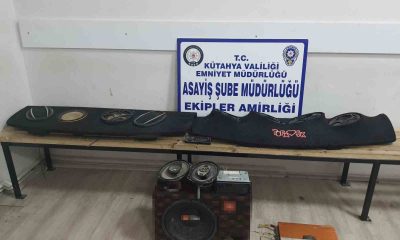 T.C.
KÜTAHYA VALİLİĞİ
EMNİYET MÜDÜRLÜĞÜ
ASAYİŞ ŞUBE MÜDÜRLÜĞÜ
EKİPLER AMİRLİĞİ